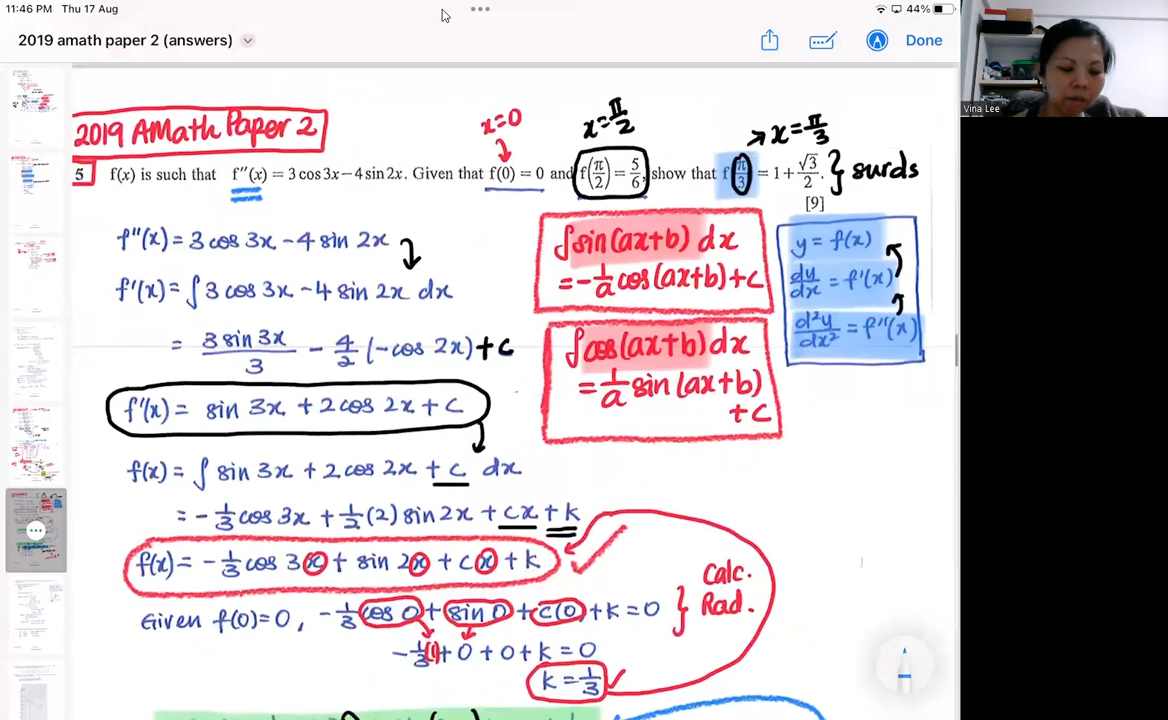 11:46 PM Thu 17 Aug
44%
2019 amath paper 2 (answers)
Done
Vina Lee
2019 AMath Paper 2
x=0
x=π/2
→ x=π/3
5 f(x) is such that f''(x) = 3 cos 3x − 4 sin 2x. Given that f(0) = 0 and f(π/2) = 5/6, show that f(π/3) = 1 + √3/2. } surds
[9]
f''(x) = 3 cos 3x − 4 sin 2x
f'(x) = ∫ 3 cos 3x − 4 sin 2x dx
= 3 sin 3x/3 − 4/2 (−cos 2x) + c
f'(x) = sin 3x + 2 cos 2x + c
f(x) = ∫ sin 3x + 2 cos 2x + c dx
= −1/3 cos 3x + 1/2 (2) sin 2x + cx + k
f(x) = −1/3 cos 3x + sin 2x + cx + k
Given f(0)=0, −1/3 cos 0 + sin 0 + c(0) + k = 0
−1/3(1) + 0 + 0 + k = 0
k = 1/3
∫ sin(ax+b) dx
= −1/a cos(ax+b) + c
∫ cos(ax+b) dx
= 1/a sin(ax+b)
+ c
y = f(x)
dy/dx = f'(x)
d²y/dx² = f''(x)
Calc.
Rad.